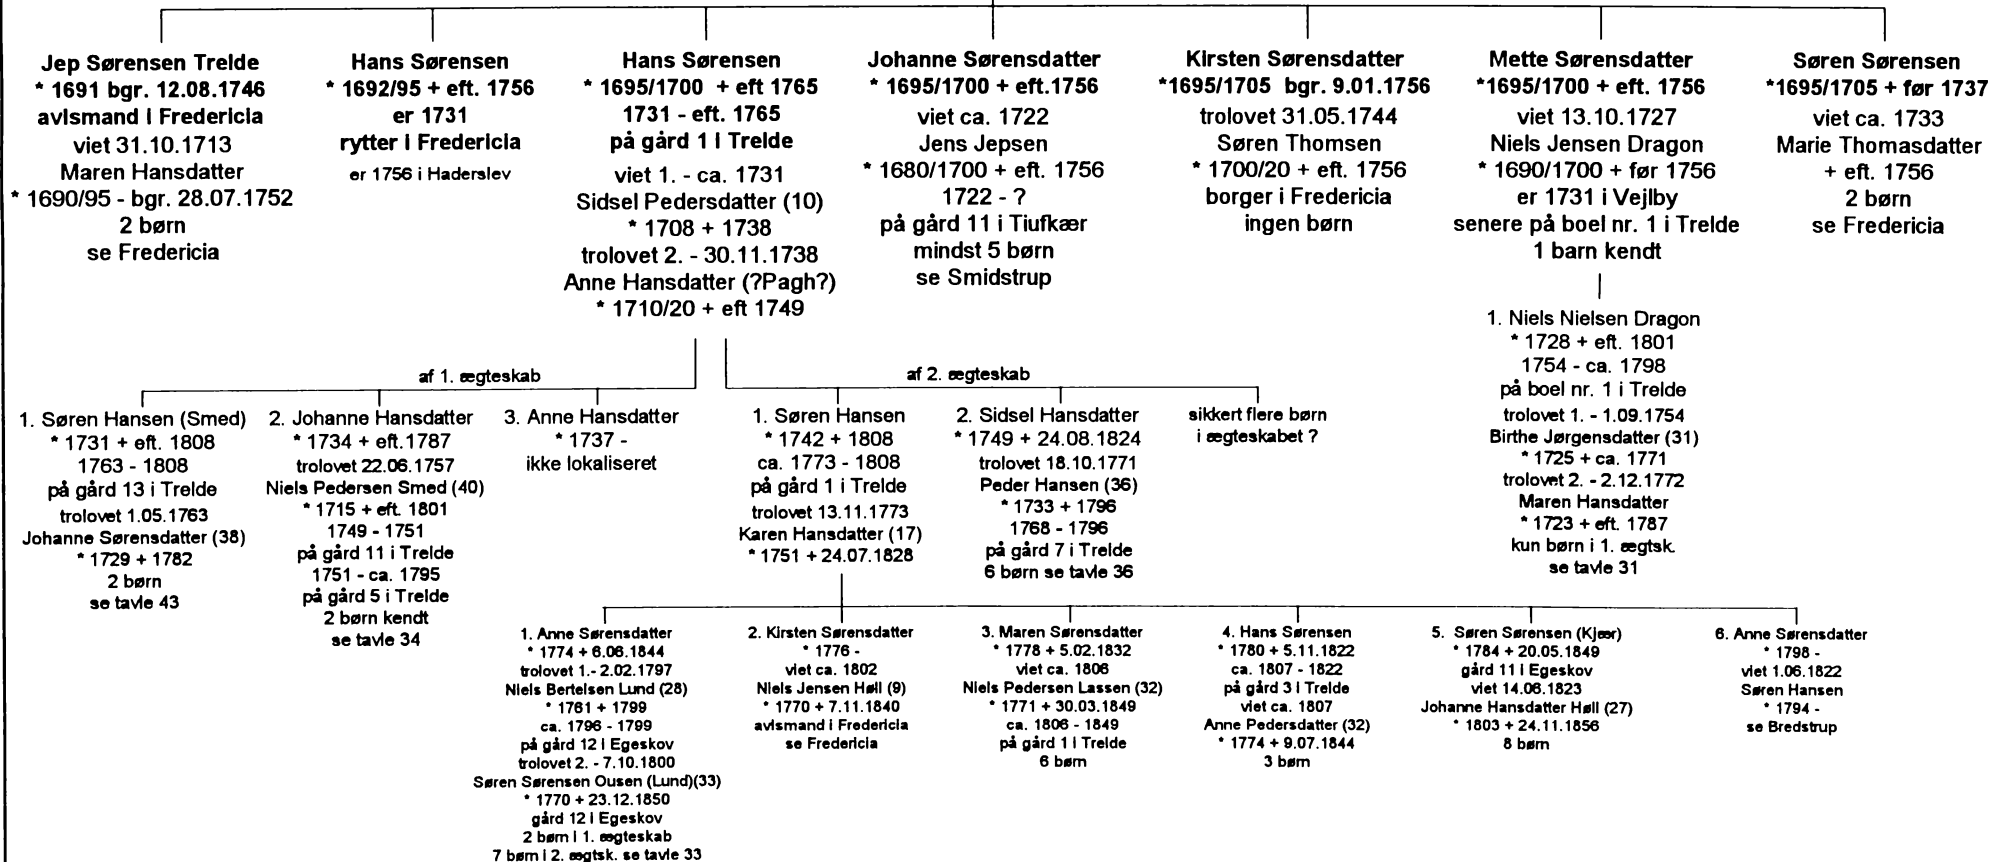 Jep Sørensen Trelde
* 1691 bgr. 12.08.1746
avlsmand i Fredericia
viet 31.10.1713
Maren Hansdatter
* 1690/95 - bgr. 28.07.1752
2 børn
se Fredericia
Hans Sørensen
* 1692/95 + eft. 1756
er 1731
rytter i Fredericia
er 1756 i Haderslev
Hans Sørensen
* 1695/1700 + eft 1765
1731 - eft. 1765
på gård 1 i Trelde
viet 1. - ca. 1731
Sidsel Pedersdatter (10)
* 1708 + 1738
trolovet 2. - 30.11.1738
Anne Hansdatter (?Pagh?)
* 1710/20 + eft 1749
Johanne Sørensdatter
* 1695/1700 + eft.1756
viet ca. 1722
Jens Jepsen
* 1680/1700 + eft. 1756
1722 - ?
på gård 11 i Tiufkær
mindst 5 børn
se Smidstrup
Kirsten Sørensdatter
*1695/1705 bgr. 9.01.1756
trolovet 31.05.1744
Søren Thomsen
* 1700/20 + eft. 1756
borger i Fredericia
ingen børn
Mette Sørensdatter
*1695/1700 + eft. 1756
viet 13.10.1727
Niels Jensen Dragon
* 1690/1700 + før 1756
er 1731 i Vejlby
senere på boel nr. 1 i Trelde
1 barn kendt
Søren Sørensen
*1695/1705 + før 1737
viet ca. 1733
Marie Thomasdatter
+ eft. 1756
2 børn
se Fredericia
1. Niels Nielsen Dragon
* 1728 + eft. 1801
1754 - ca. 1798
på boel nr. 1 i Trelde
trolovet 1. - 1.09.1754
Birthe Jørgensdatter (31)
* 1725 + ca. 1771
trolovet 2. - 2.12.1772
Maren Hansdatter
* 1723 + eft. 1787
kun børn i 1. ægtsk.
se tavle 31
af 1. ægteskab
af 2. ægteskab
1. Søren Hansen (Smed)
* 1731 + eft. 1808
1763 - 1808
på gård 13 i Trelde
trolovet 1.05.1763
Johanne Sørensdatter (38)
* 1729 + 1782
2 børn
se tavle 43
2. Johanne Hansdatter
* 1734 + eft.1787
trolovet 22.06.1757
Niels Pedersen Smed (40)
* 1715 + eft. 1801
1749 - 1751
på gård 11 i Trelde
1751 - ca. 1795
på gård 5 i Trelde
2 børn kendt
se tavle 34
3. Anne Hansdatter
* 1737 -
ikke lokaliseret
1. Søren Hansen
* 1742 + 1808
ca. 1773 - 1808
på gård 1 i Trelde
trolovet 13.11.1773
Karen Hansdatter (17)
* 1751 + 24.07.1828
2. Sidsel Hansdatter
* 1749 + 24.08.1824
trolovet 18.10.1771
Peder Hansen (36)
* 1733 + 1796
1768 - 1796
på gård 7 i Trelde
6 børn se tavle 36
sikkert flere børn
i ægteskabet ?
1. Anne Sørensdatter
* 1774 + 6.06.1844
trolovet 1.- 2.02.1797
Niels Bertelsen Lund (28)
* 1761 + 1799
ca. 1796 - 1799
på gård 12 i Egeskov
trolovet 2. - 7.10.1800
Søren Sørensen Ousen (Lund)(33)
* 1770 + 23.12.1850
gård 12 i Egeskov
2 børn i 1. ægteskab
7 børn i 2. ægtsk. se tavle 33
2. Kirsten Sørensdatter
* 1776 -
viet ca. 1802
Niels Jensen Høll (9)
* 1770 + 7.11.1840
avlsmand i Fredericia
se Fredericia
3. Maren Sørensdatter
* 1778 + 5.02.1832
viet ca. 1806
Niels Pedersen Lassen (32)
* 1771 + 30.03.1849
ca. 1806 - 1849
på gård 1 i Trelde
6 børn
4. Hans Sørensen
* 1780 + 5.11.1822
ca. 1807 - 1822
på gård 3 i Trelde
viet ca. 1807
Anne Pedersdatter (32)
* 1774 + 9.07.1844
3 børn
5. Søren Sørensen (Kjær)
* 1784 + 20.05.1849
gård 11 i Egeskov
viet 14.06.1823
Johanne Hansdatter Høll (27)
* 1803 + 24.11.1856
8 børn
6. Anne Sørensdatter
* 1798 -
viet 1.06.1822
Søren Hansen
* 1794 -
se Bredstrup